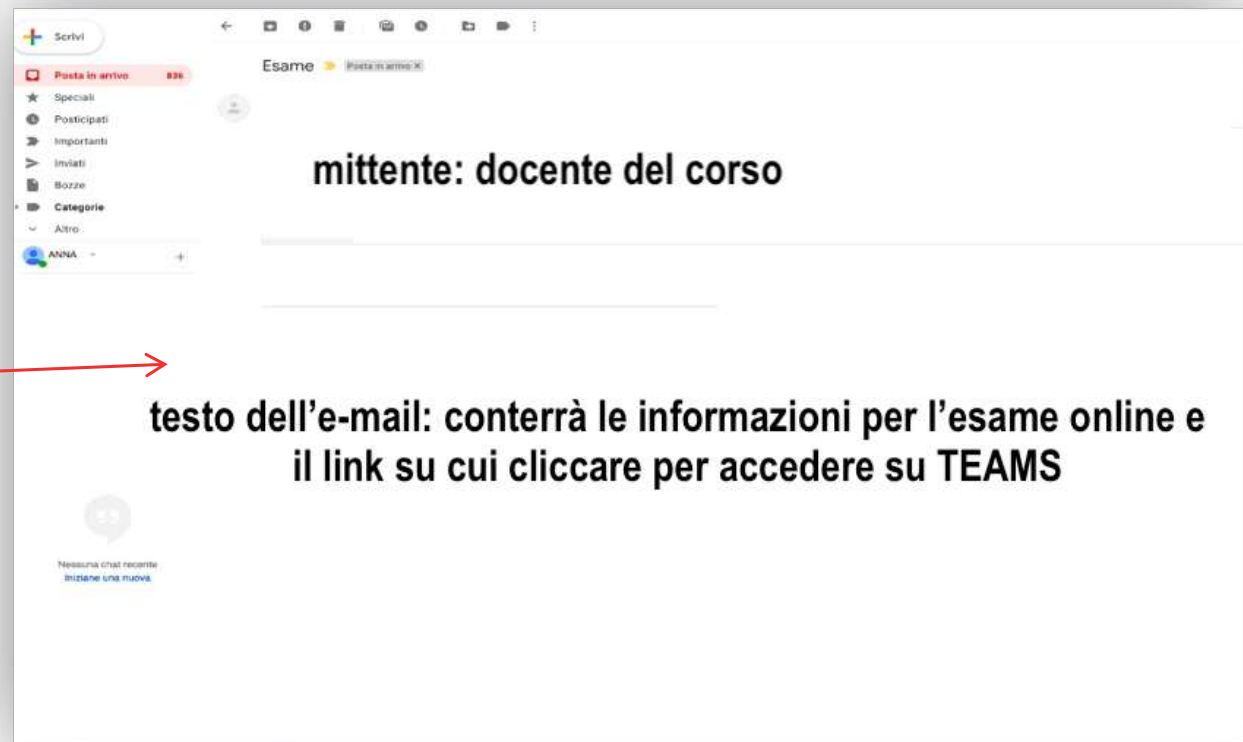 Scrivi
Esame
Posta in arrivo X
Posta in arrivo 836
Speciali
Posticipati
Importanti
Inviati
Bozze
Categorie
Altro
ANNA
mittente: docente del corso
testo dell’e-mail: conterrà le informazioni per l’esame online e
il link su cui cliccare per accedere su TEAMS
Nessuna chat recente
Iniziane una nuova